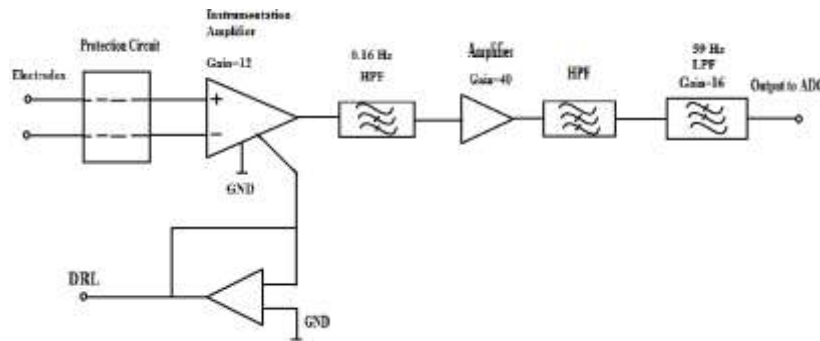 Instrumentation
Amplifier
Gain=12
Protection Circuit
Electrodes
+
−
GND
0.16 Hz
HPF
Amplifier
Gain=40
HPF
59 Hz
LPF
Gain=16
Output to ADC
DRL
GND